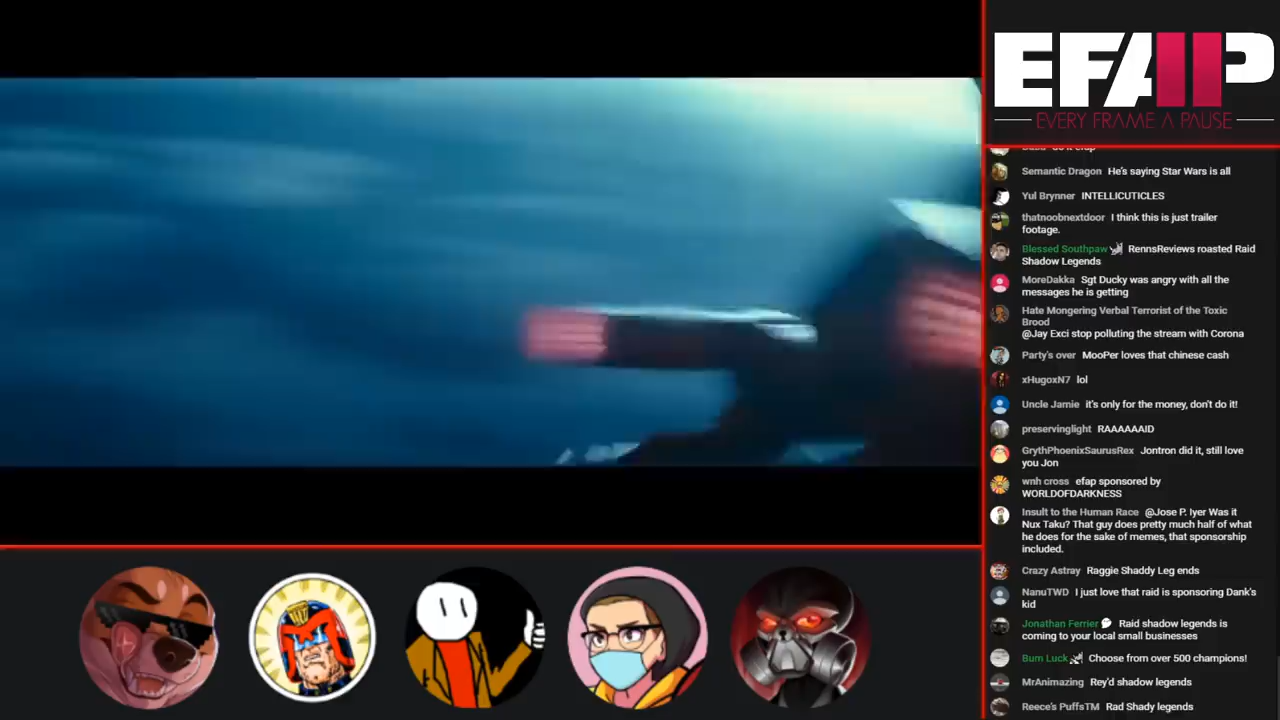 EFAP
EVERY FRAME A PAUSE
Semantic Dragon He's saying Star Wars is all
Yul Brynner INTELLICUTICLES
thatnoobnextdoor I think this is just trailer
footage.
Blessed Southpaw RennsReviews roasted Raid
Shadow Legends
MoreDakka Sgt Ducky was angry with all the
messages he is getting
Hate Mongering Verbal Terrorist of the Toxic
Brood
@Jay Exci stop polluting the stream with Corona
Party's over MooPer loves that chinese cash
xHugoxN7 lol
Uncle Jamie it's only for the money, don't do it!
preservinglight RAAAAAAID
GrythPhoenixSaurusRex Jontron did it, still love
you Jon
wnh cross efap sponsored by
WORLDOFDARKNESS
Insult to the Human Race @Jose P. Iyer Was it
Nux Taku? That guy does pretty much half of what
he does for the sake of memes, that sponsorship
included.
Crazy Astray Raggie Shaddy Leg ends
NanuTWD I just love that raid is sponsoring Dank's
kid
Jonathan Ferrier Raid shadow legends is
coming to your local small businesses
Bum Luck Choose from over 500 champions!
MrAnimazing Rey'd shadow legends
Reece's PuffsTM Rad Shady legends